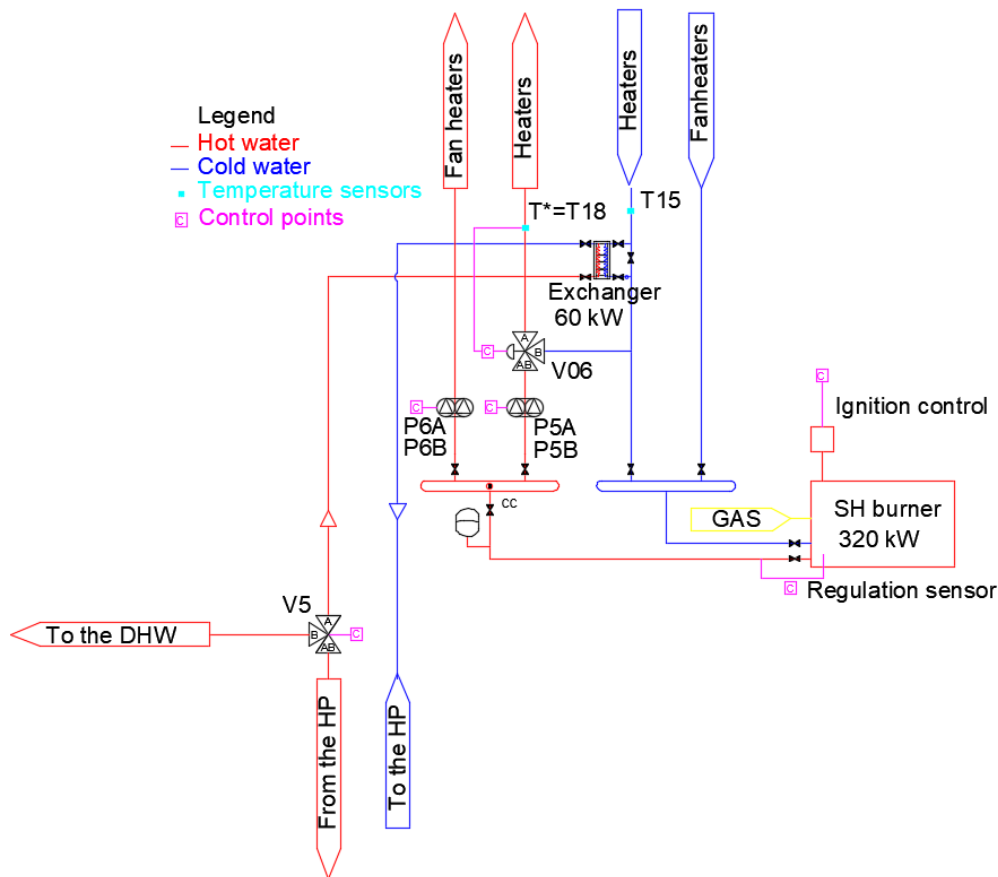 Fan heaters
Heaters
Heaters
Fanheaters
Legend
Hot water
Cold water
Temperature sensors
C Control points
T*=T18
T15
Exchanger
60 kW
A
B
AB
C
V06
C
C
P6A
P6B
P5A
P5B
C
Ignition control
cc
GAS
SH burner
320 kW
C
Regulation sensor
V5
A
B
AB
C
To the DHW
From the HP
To the HP